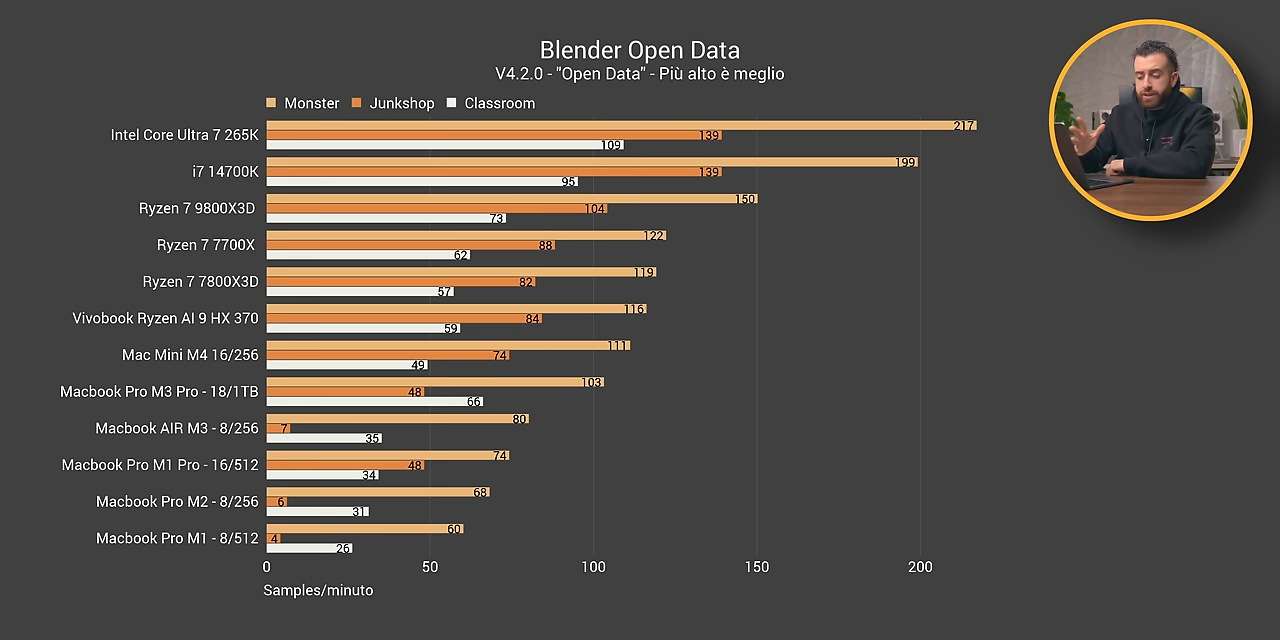 Blender Open Data
V4.2.0 - "Open Data" - Più alto è meglio
Monster Junkshop Classroom
Intel Core Ultra 7 265K 217 139 109
i7 14700K 199 139 95
Ryzen 7 9800X3D 150 104 73
Ryzen 7 7700X 122 88 62
Ryzen 7 7800X3D 119 82 57
Vivobook Ryzen AI 9 HX 370 116 84 59
Mac Mini M4 16/256 111 74 49
Macbook Pro M3 Pro - 18/1TB 103 48 66
Macbook AIR M3 - 8/256 80 7 35
Macbook Pro M1 Pro - 16/512 74 48 34
Macbook Pro M2 - 8/256 68 6 31
Macbook Pro M1 - 8/512 60 4 26
0 50 100 150 200
Samples/minuto